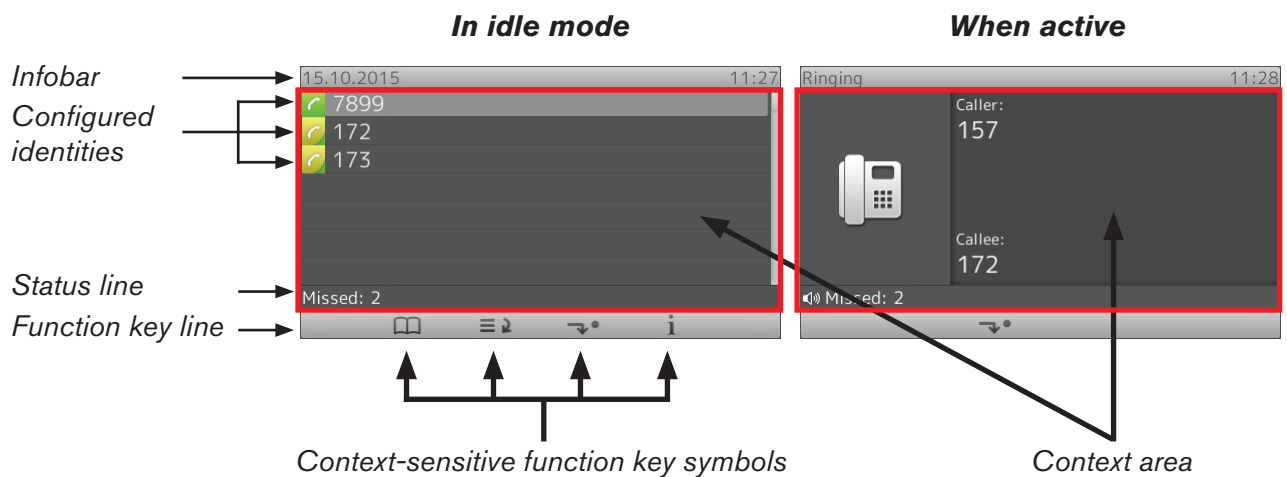 In idle mode
When active
Infobar
15.10.2015 11:27
Ringing 11:28
Configured
identities
7899
172
173
Caller:
157
Callee:
172
Status line
Missed: 2
Missed: 2
Function key line
i
Context-sensitive function key symbols
Context area